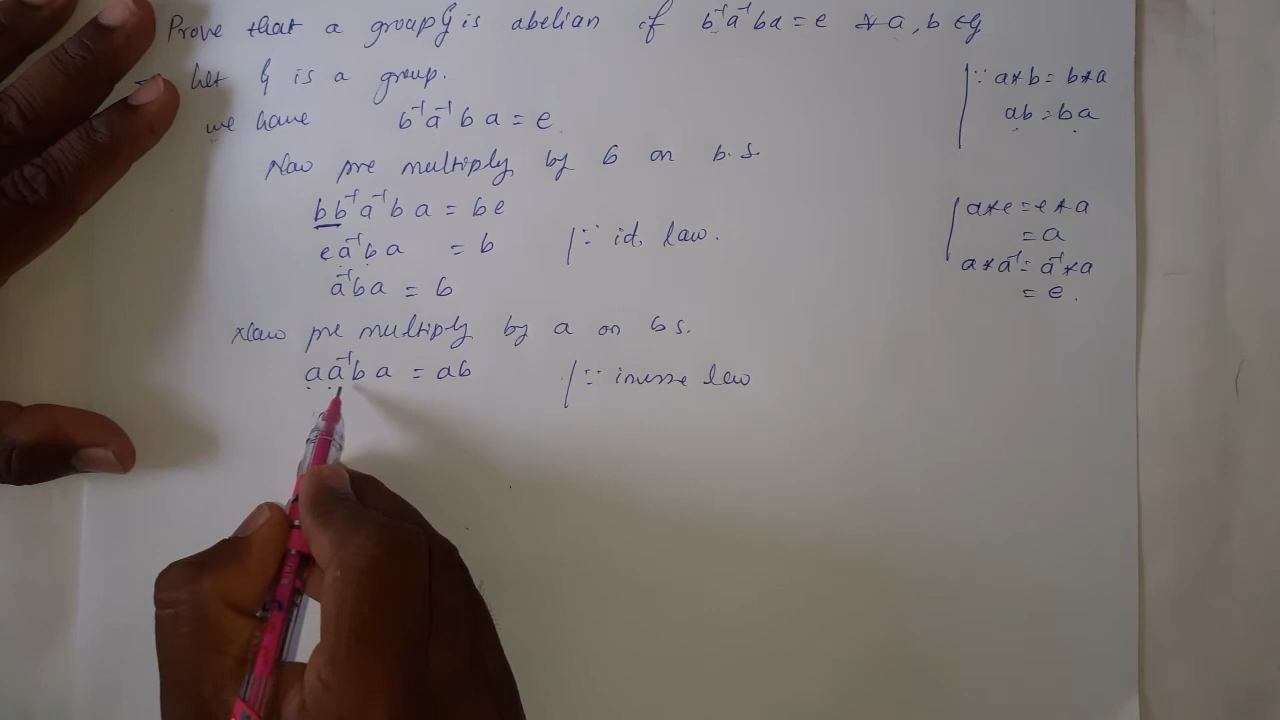 Prove that a group G is abelian if b⁻¹a⁻¹ba = e ∀ a, b ∈ G
→ Let G is a group.
∵ a*b = b*a
ab = ba
we have b⁻¹a⁻¹ba = e
Now pre multiply by b on b.s.
bb⁻¹a⁻¹ba = be
a*e = e*a
= a
ea⁻¹ba = b ∵ id. law.
a*a⁻¹ = a⁻¹*a
= e.
a⁻¹ba = b
Now pre multiply by a on b s.
aa⁻¹ba = ab ∵ inverse law